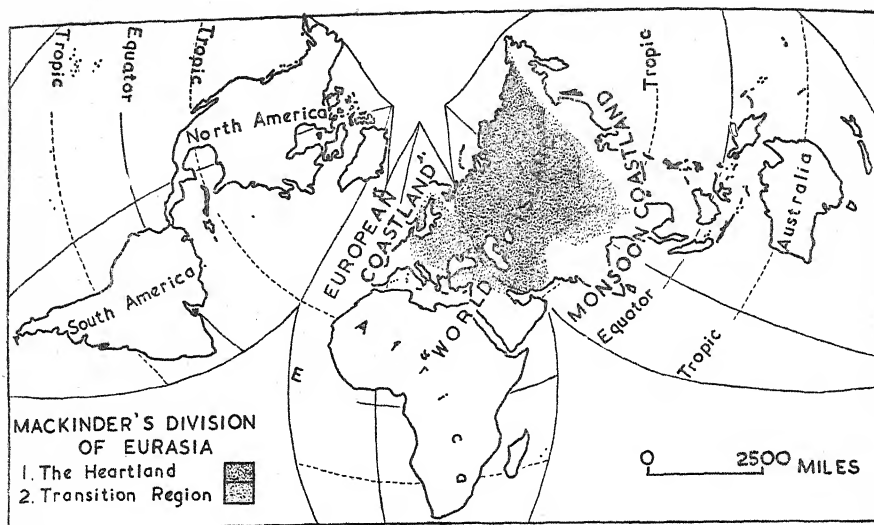 Tropic
Equator
Tropic
North America
South America
"EUROPEAN
COASTLAND"
"WORLD
MONSOON COASTLAND
Tropic
Australia
Equator
Tropic
A
f
r
i
c
a
E
MACKINDER'S DIVISION
OF EURASIA
1. The Heartland
2. Transition Region
0 2500 MILES